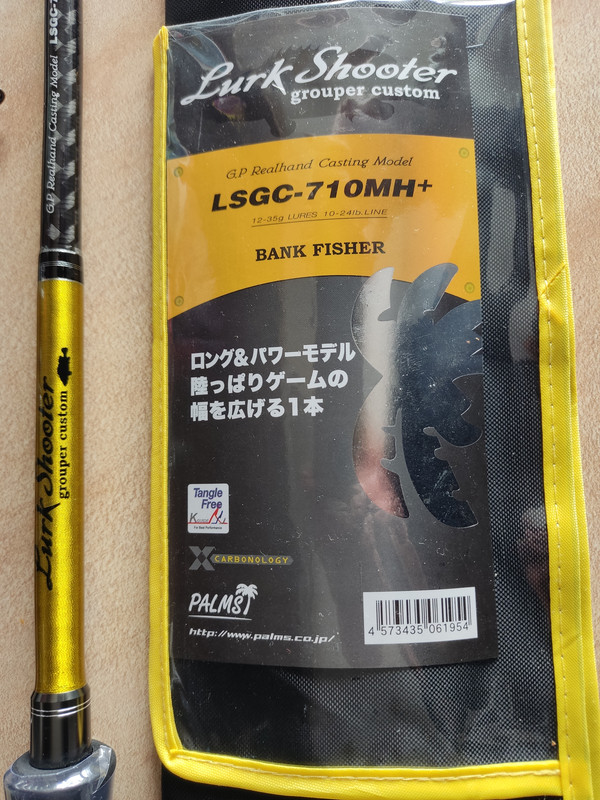 G.P Realhand Casting Model LSGC-7
Lurk Shooter
grouper custom
Lurk Shooter
grouper custom
G.P Realhand Casting Model
LSGC-710MH+
12-35g LURES 10-24lb.LINE
BANK FISHER
ロング&パワーモデル
陸っぱりゲームの
幅を広げる1本
Tangle
Free
CARBONOLOGY
PALMS
http://www.palms.co.jp/
4 573435 061954